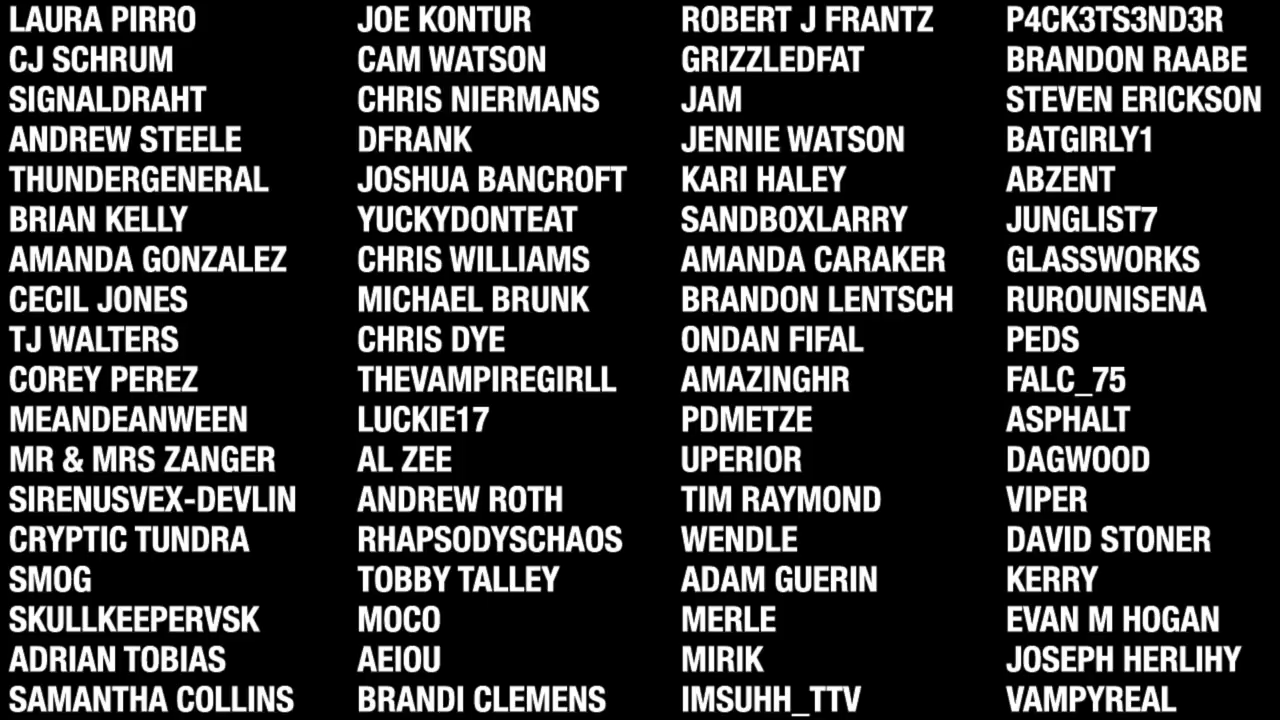 LAURA PIRRO
CJ SCHRUM
SIGNALDRAHT
ANDREW STEELE
THUNDERGENERAL
BRIAN KELLY
AMANDA GONZALEZ
CECIL JONES
TJ WALTERS
COREY PEREZ
MEANDEANWEEN
MR & MRS ZANGER
SIRENUSVEX-DEVLIN
CRYPTIC TUNDRA
SMOG
SKULLKEEPERVSK
ADRIAN TOBIAS
SAMANTHA COLLINS
JOE KONTUR
CAM WATSON
CHRIS NIERMANS
DFRANK
JOSHUA BANCROFT
YUCKYDONTEAT
CHRIS WILLIAMS
MICHAEL BRUNK
CHRIS DYE
THEVAMPIREGIRLL
LUCKIE17
AL ZEE
ANDREW ROTH
RHAPSODYSCHAOS
TOBBY TALLEY
MOCO
AEIOU
BRANDI CLEMENS
ROBERT J FRANTZ
GRIZZLEDFAT
JAM
JENNIE WATSON
KARI HALEY
SANDBOXLARRY
AMANDA CARAKER
BRANDON LENTSCH
ONDAN FIFAL
AMAZINGHR
PDMETZE
UPERIOR
TIM RAYMOND
WENDLE
ADAM GUERIN
MERLE
MIRIK
IMSUHH_TTV
P4CK3TS3ND3R
BRANDON RAABE
STEVEN ERICKSON
BATGIRLY1
ABZENT
JUNGLIST7
GLASSWORKS
RUROUNISENA
PEDS
FALC_75
ASPHALT
DAGWOOD
VIPER
DAVID STONER
KERRY
EVAN M HOGAN
JOSEPH HERLIHY
VAMPYREAL